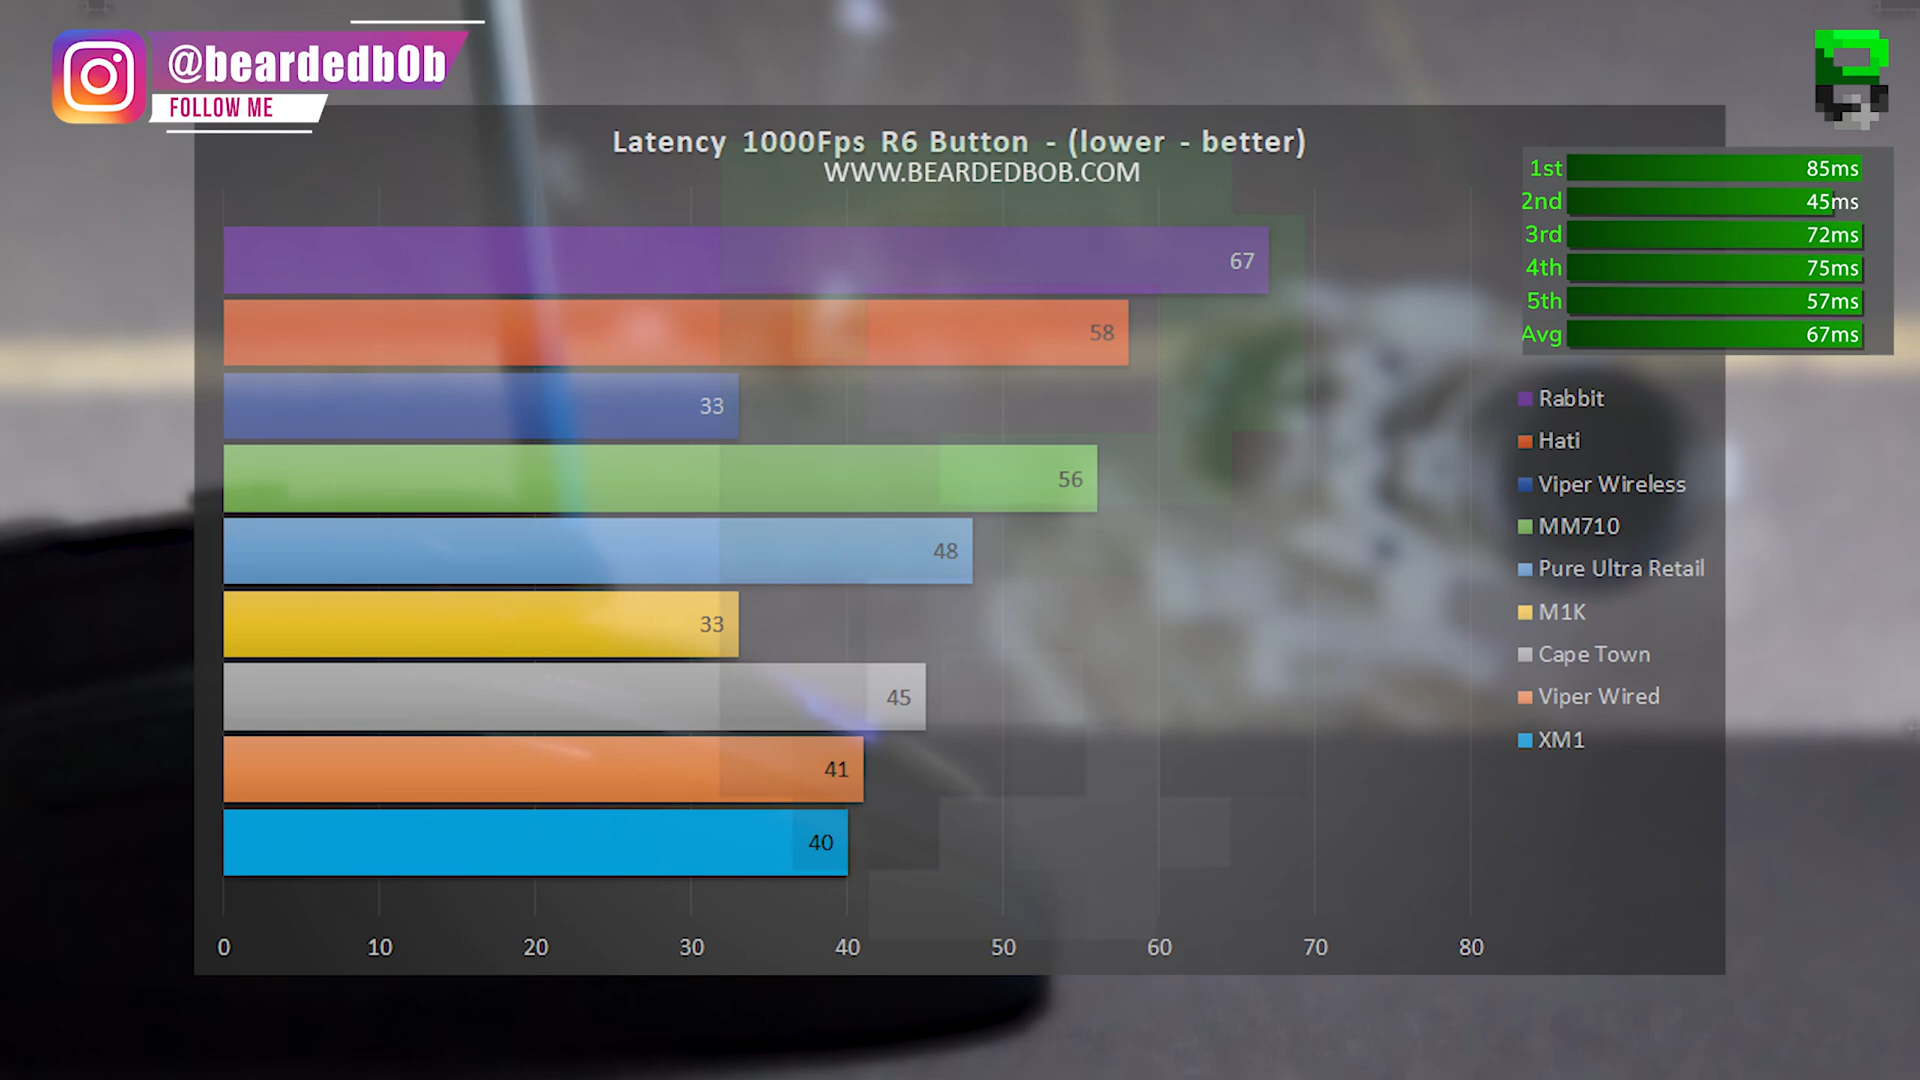 @beardedb0b
FOLLOW ME
Latency 1000Fps R6 Button - (lower - better)
WWW.BEARDEDBOB.COM
1st 85ms
2nd 45ms
3rd 72ms
4th 75ms
5th 57ms
Avg 67ms
67
58
33
56
48
33
45
41
40
Rabbit
Hati
Viper Wireless
MM710
Pure Ultra Retail
M1K
Cape Town
Viper Wired
XM1
0 10 20 30 40 50 60 70 80